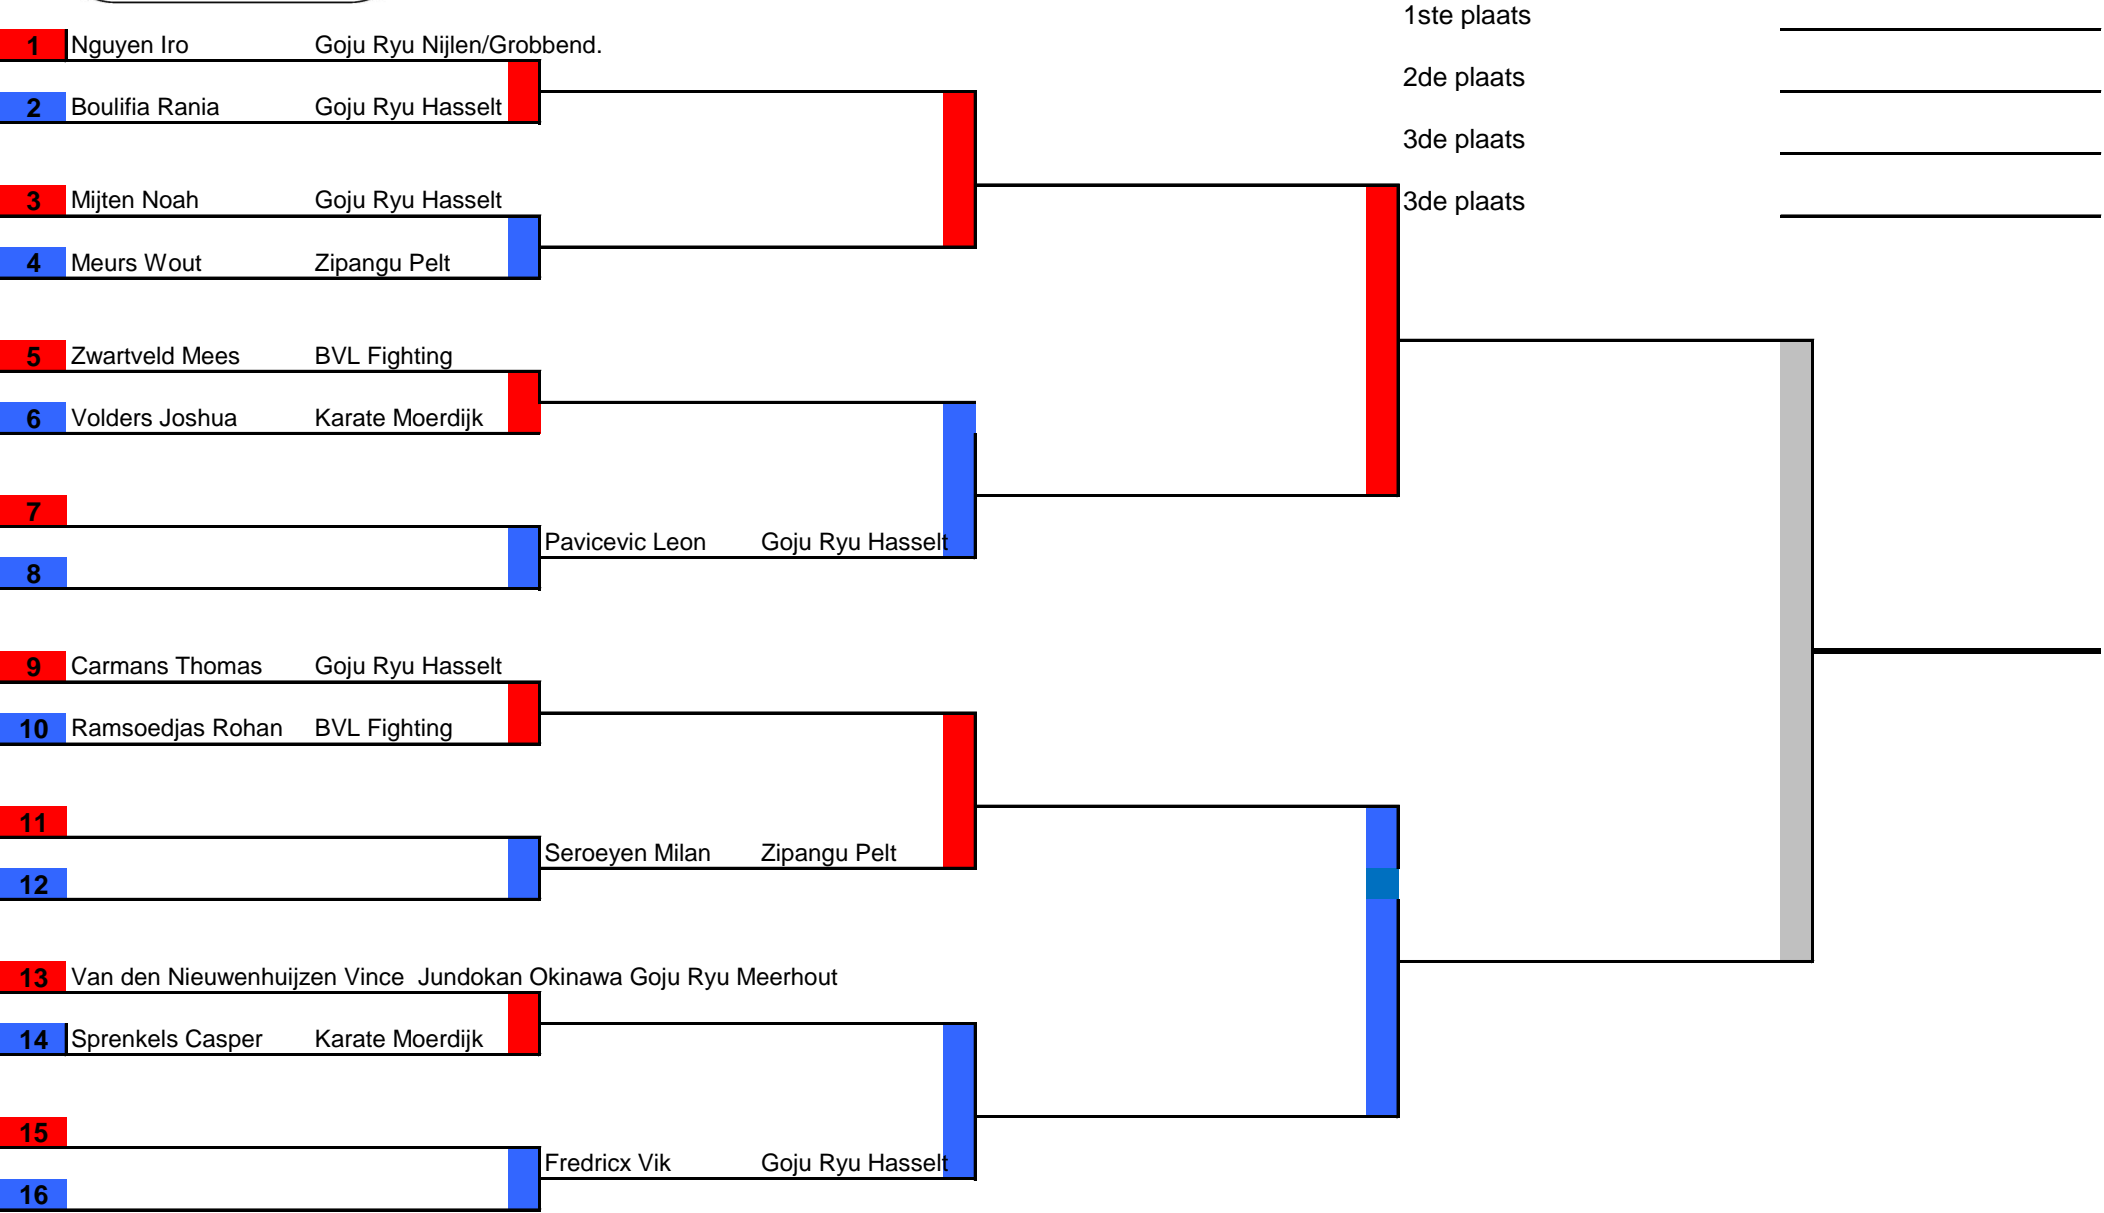 1ste plaats
1 Nguyen Iro Goju Ryu Nijlen/Grobbend.
2de plaats
2 Boulifia Rania Goju Ryu Hasselt
3de plaats
3 Mijten Noah Goju Ryu Hasselt
3de plaats
4 Meurs Wout Zipangu Pelt
5 Zwartveld Mees BVL Fighting
6 Volders Joshua Karate Moerdijk
7
Pavicevic Leon Goju Ryu Hasselt
8
9 Carmans Thomas Goju Ryu Hasselt
10 Ramsoedjas Rohan BVL Fighting
11
Seroeyen Milan Zipangu Pelt
12
13 Van den Nieuwenhuijzen Vince Jundokan Okinawa Goju Ryu Meerhout
14 Sprenkels Casper Karate Moerdijk
15
Fredricx Vik Goju Ryu Hasselt
16